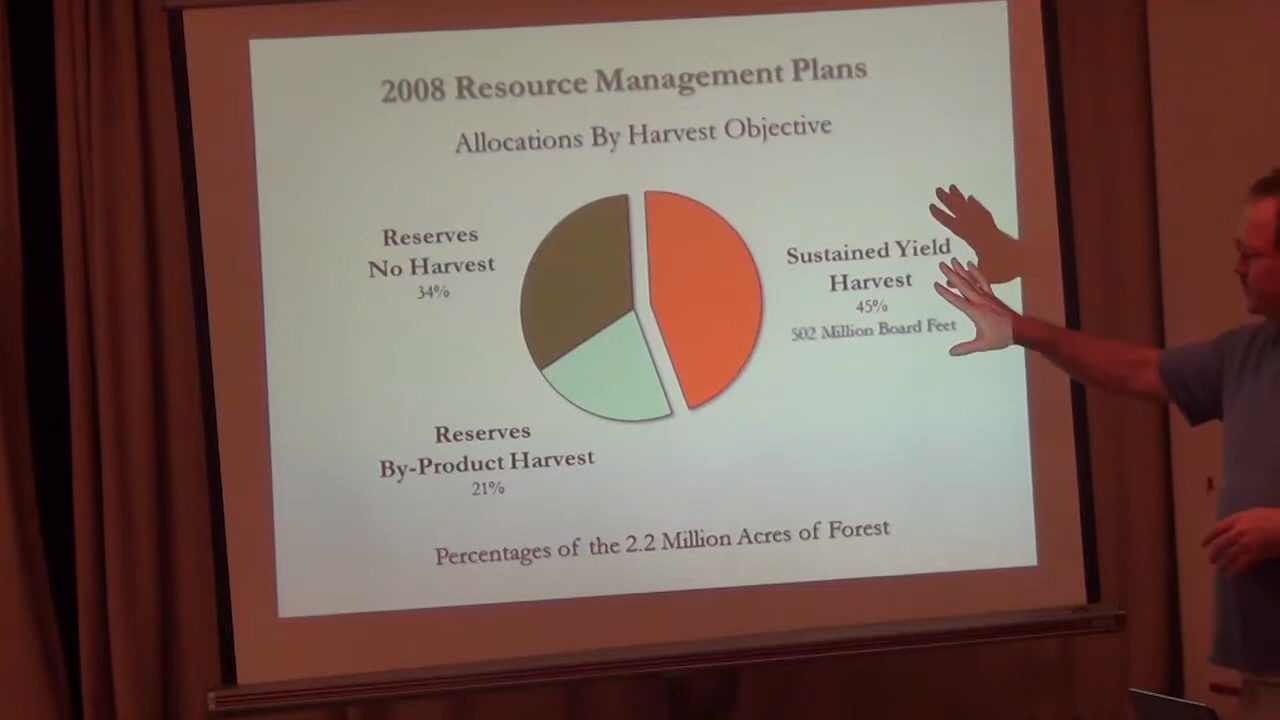 2008 Resource Management Plans
Allocations By Harvest Objective
Reserves
No Harvest
34%
Sustained Yield
Harvest
45%
502 Million Board Feet
Reserves
By-Product Harvest
21%
Percentages of the 2.2 Million Acres of Forest